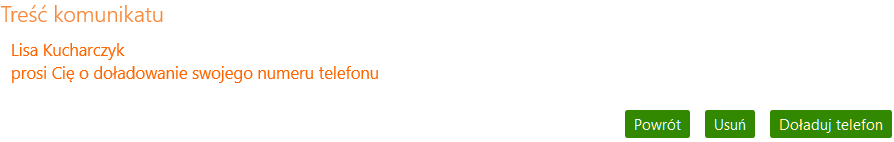 Treść komunikatu
Lisa Kucharczyk
prosi Cię o doładowanie swojego numeru telefonu
Powrót Usuń Doładuj telefon